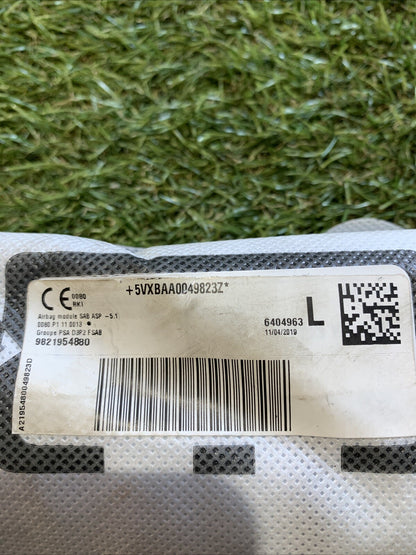 +5VXBAA0049823Z*
CE 0080
RK1
Airbag module SAB ASP -5.1
0080.P1.11.0013
Groupe PSA D3P2 FSAB
9821954880
6404963
11/04/2019
L
A2195480049823D